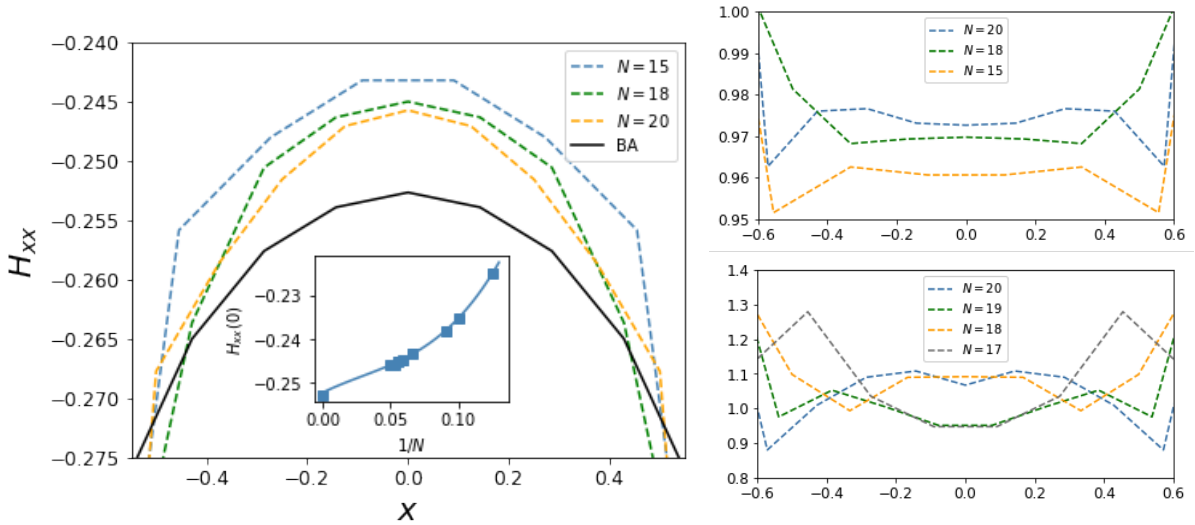 −0.240
−0.245
−0.250
−0.255
−0.260
−0.265
−0.270
−0.275
H_xx
N = 15
N = 18
N = 20
BA
−0.23
−0.24
−0.25
H_xx(0)
0.00 0.05 0.10
1/N
−0.4 −0.2 0.0 0.2 0.4
x
1.00
0.99
0.98
0.97
0.96
0.95
N = 20
N = 18
N = 15
−0.6 −0.4 −0.2 0.0 0.2 0.4 0.6
1.4
1.3
1.2
1.1
1.0
0.9
0.8
N = 20
N = 19
N = 18
N = 17
−0.6 −0.4 −0.2 0.0 0.2 0.4 0.6